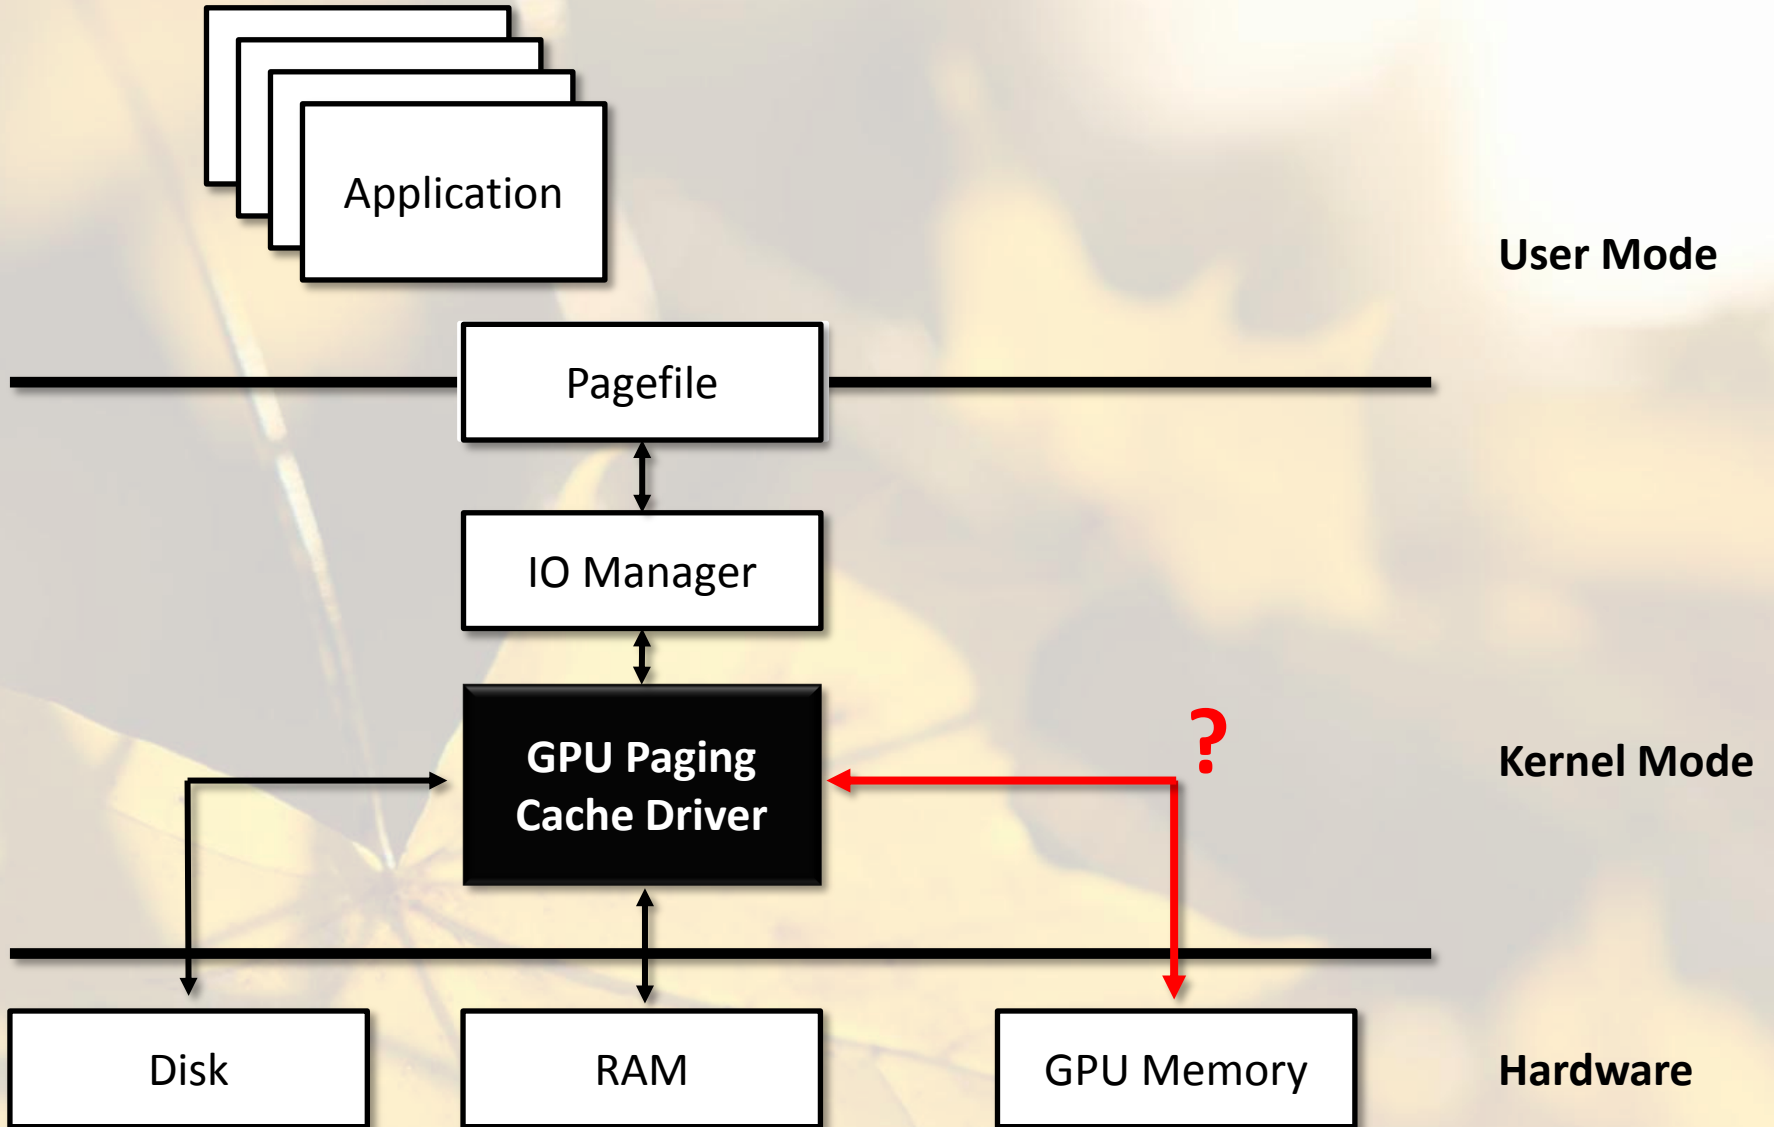 Application
User Mode
Pagefile
IO Manager
?
GPU Paging
Cache Driver
Kernel Mode
Disk
RAM
GPU Memory
Hardware